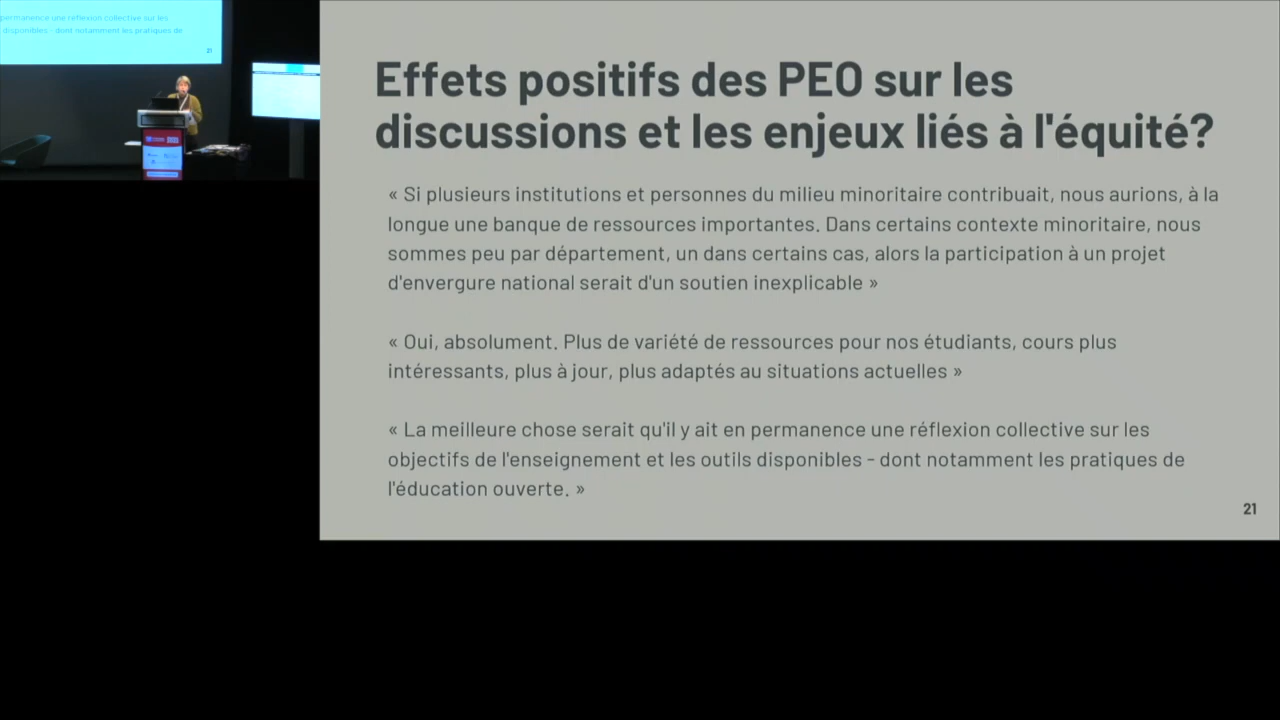 permanence une réflexion collective sur les
disponibles - dont notamment les pratiques de
21
Effets positifs des PEO sur les
discussions et les enjeux liés à l'équité?
« Si plusieurs institutions et personnes du milieu minoritaire contribuait, nous aurions, à la
longue une banque de ressources importantes. Dans certains contexte minoritaire, nous
sommes peu par département, un dans certains cas, alors la participation à un projet
d'envergure national serait d'un soutien inexplicable »
« Oui, absolument. Plus de variété de ressources pour nos étudiants, cours plus
intéressants, plus à jour, plus adaptés au situations actuelles »
« La meilleure chose serait qu'il y ait en permanence une réflexion collective sur les
objectifs de l'enseignement et les outils disponibles - dont notamment les pratiques de
l'éducation ouverte. »
21